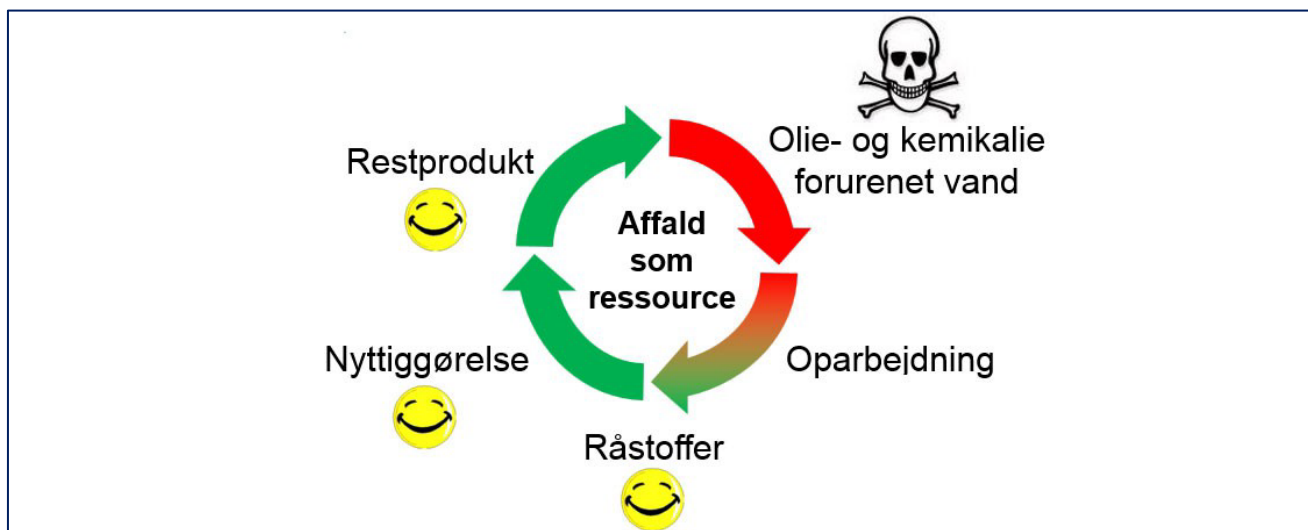 Olie- og kemikalie
forurenet vand
Restprodukt
Affald
som
ressource
Nyttiggørelse
Oparbejdning
Råstoffer